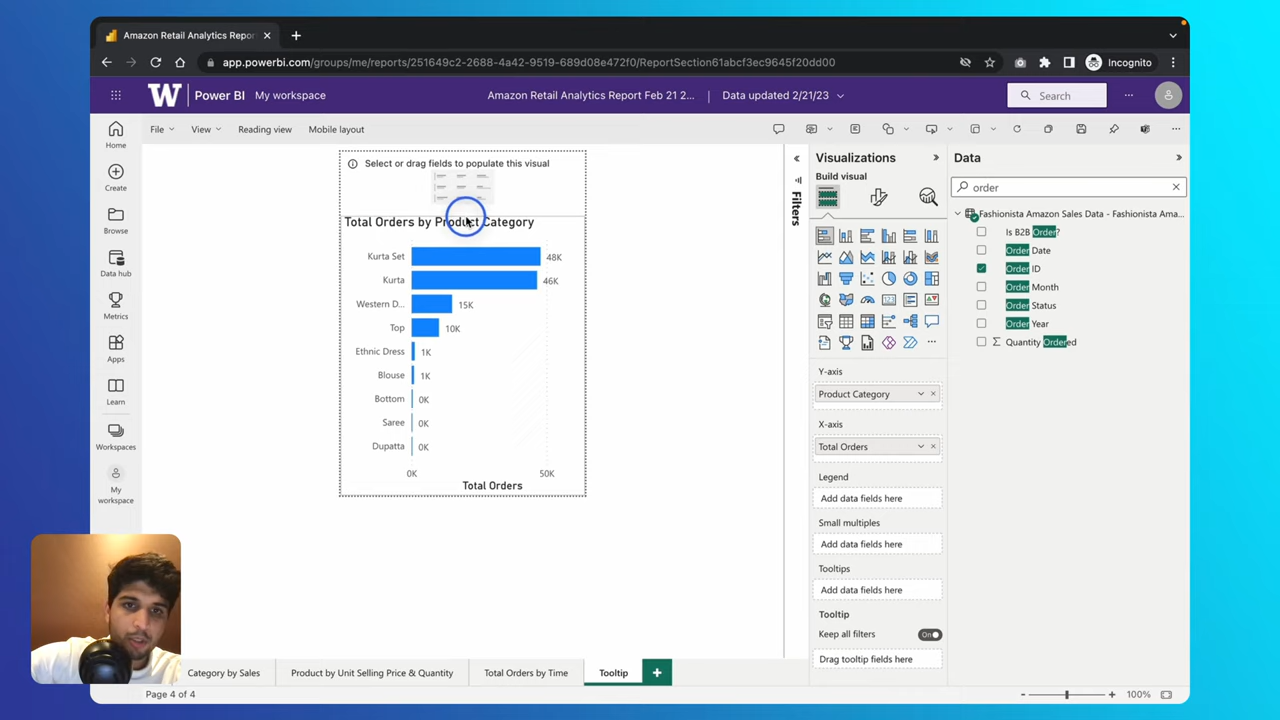 Amazon Retail Analytics Repor
app.powerbi.com/groups/me/reports/251649c2-2688-4a42-9519-689d08e472f0/ReportSection61abcf3ec9645f20dd00
Incognito
W Power BI My workspace
Amazon Retail Analytics Report Feb 21 2... | Data updated 2/21/23
Search
File View Reading view Mobile layout
Home
Create
Browse
Data hub
Metrics
Apps
Learn
Workspaces
My workspace
Select or drag fields to populate this visual
Total Orders by Product Category
Kurta Set 48K
Kurta 46K
Western D... 15K
Top 10K
Ethnic Dress 1K
Blouse 1K
Bottom 0K
Saree 0K
Dupatta 0K
0K 50K
Total Orders
Filters
Visualizations
Build visual
Y-axis
Product Category
X-axis
Total Orders
Legend
Add data fields here
Small multiples
Add data fields here
Tooltips
Add data fields here
Tooltip
Keep all filters On
Drag tooltip fields here
Data
order
Fashionista Amazon Sales Data - Fashionista Ama...
Is B2B Order?
Order Date
Order ID
Order Month
Order Status
Order Year
Quantity Ordered
Category by Sales
Product by Unit Selling Price & Quantity
Total Orders by Time
Tooltip
Page 4 of 4
- + 100%